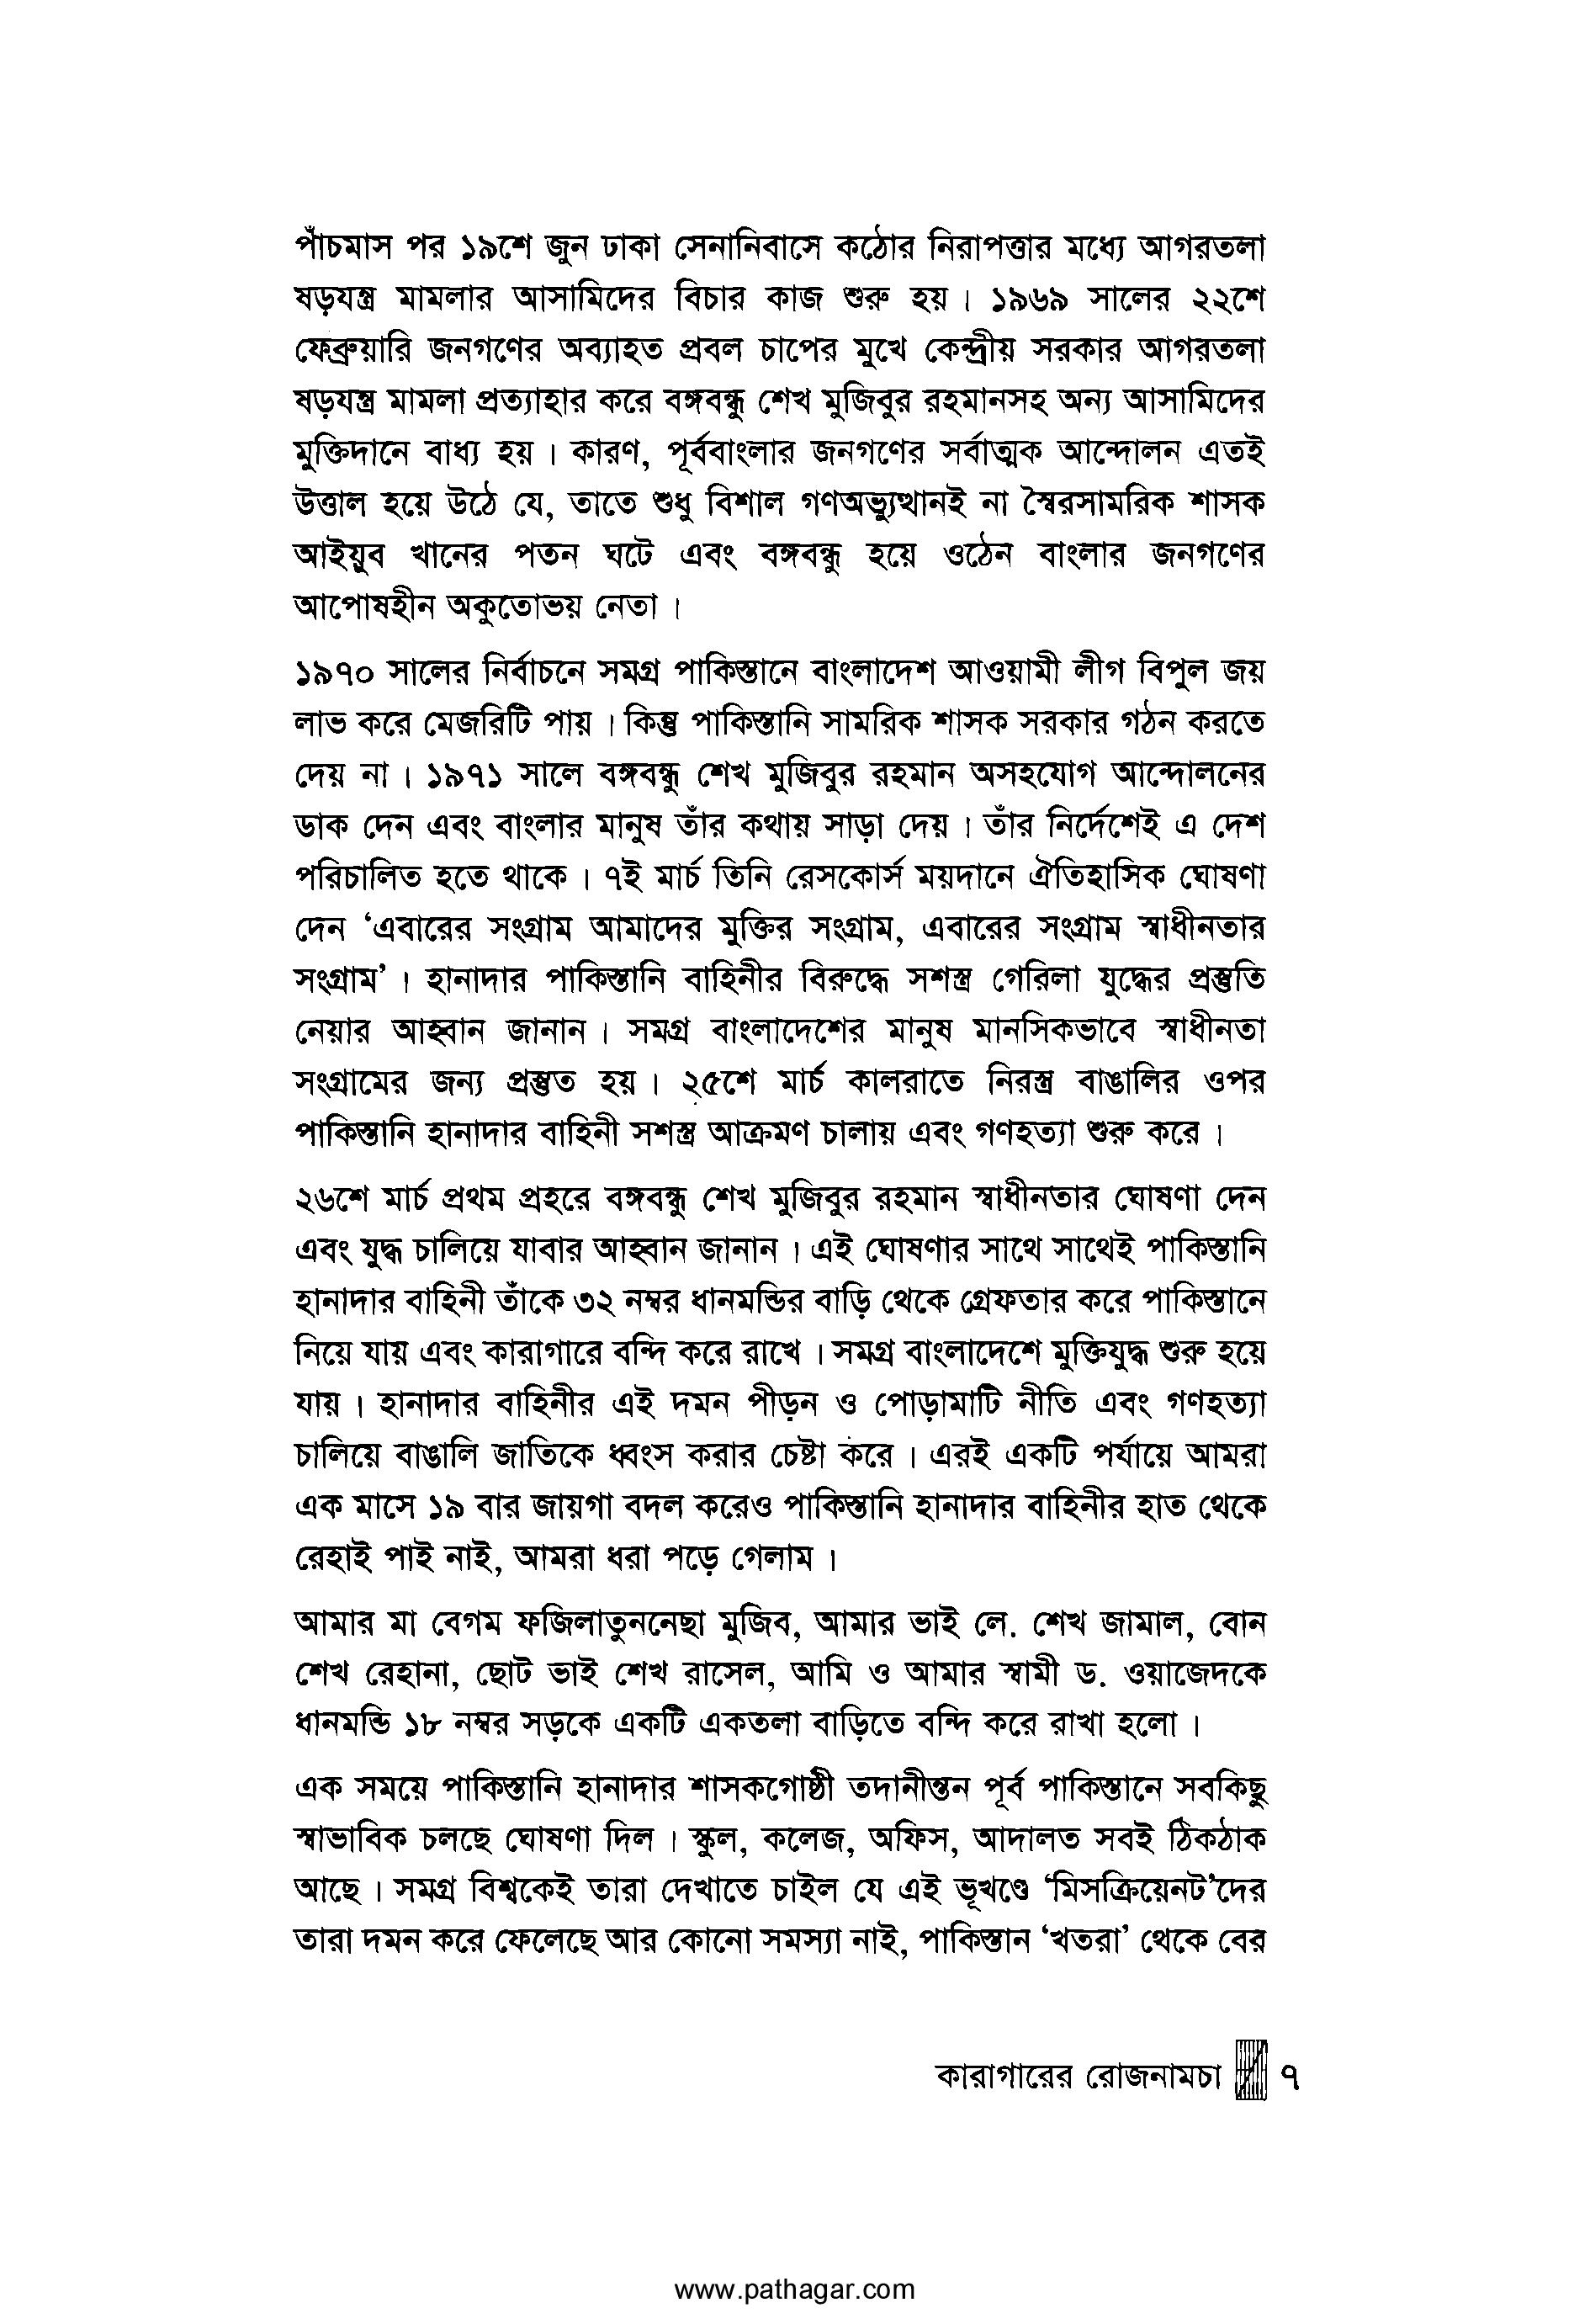 পাঁচমাস পর ১৯শে জুন ঢাকা সেনানিবাসে কঠোর নিরাপত্তার মধ্যে আগরতলা
ষড়যন্ত্র মামলার আসামিদের বিচার কাজ শুরু হয়। ১৯৬৯ সালের ২২শে
ফেব্রুয়ারি জনগণের অব্যাহত প্রবল চাপের মুখে কেন্দ্রীয় সরকার আগরতলা
ষড়যন্ত্র মামলা প্রত্যাহার করে বঙ্গবন্ধু শেখ মুজিবুর রহমানসহ অন্য আসামিদের
মুক্তিদানে বাধ্য হয়। কারণ, পূর্ববাংলার জনগণের সর্বাত্মক আন্দোলন এতই
উত্তাল হয়ে উঠে যে, তাতে শুধু বিশাল গণঅভ্যুত্থানই না স্বৈরসামরিক শাসক
আইয়ুব খানের পতন ঘটে এবং বঙ্গবন্ধু হয়ে ওঠেন বাংলার জনগণের
আপোষহীন অকুতোভয় নেতা।
১৯৭০ সালের নির্বাচনে সমগ্র পাকিস্তানে বাংলাদেশ আওয়ামী লীগ বিপুল জয়
লাভ করে মেজরিটি পায়। কিন্তু পাকিস্তানি সামরিক শাসক সরকার গঠন করতে
দেয় না। ১৯৭১ সালে বঙ্গবন্ধু শেখ মুজিবুর রহমান অসহযোগ আন্দোলনের
ডাক দেন এবং বাংলার মানুষ তাঁর কথায় সাড়া দেয়। তাঁর নির্দেশেই এ দেশ
পরিচালিত হতে থাকে। ৭ই মার্চ তিনি রেসকোর্স ময়দানে ঐতিহাসিক ঘোষণা
দেন ‘এবারের সংগ্রাম আমাদের মুক্তির সংগ্রাম, এবারের সংগ্রাম স্বাধীনতার
সংগ্রাম’। হানাদার পাকিস্তানি বাহিনীর বিরুদ্ধে সশস্ত্র গেরিলা যুদ্ধের প্রস্তুতি
নেয়ার আহ্বান জানান। সমগ্র বাংলাদেশের মানুষ মানসিকভাবে স্বাধীনতা
সংগ্রামের জন্য প্রস্তুত হয়। ২৫শে মার্চ কালরাতে নিরস্ত্র বাঙালির ওপর
পাকিস্তানি হানাদার বাহিনী সশস্ত্র আক্রমণ চালায় এবং গণহত্যা শুরু করে।
২৬শে মার্চ প্রথম প্রহরে বঙ্গবন্ধু শেখ মুজিবুর রহমান স্বাধীনতার ঘোষণা দেন
এবং যুদ্ধ চালিয়ে যাবার আহ্বান জানান। এই ঘোষণার সাথে সাথেই পাকিস্তানি
হানাদার বাহিনী তাঁকে ৩২ নম্বর ধানমন্ডির বাড়ি থেকে গ্রেফতার করে পাকিস্তানে
নিয়ে যায় এবং কারাগারে বন্দি করে রাখে। সমগ্র বাংলাদেশে মুক্তিযুদ্ধ শুরু হয়ে
যায়। হানাদার বাহিনীর এই দমন পীড়ন ও পোড়ামাটি নীতি এবং গণহত্যা
চালিয়ে বাঙালি জাতিকে ধ্বংস করার চেষ্টা করে। এরই একটি পর্যায়ে আমরা
এক মাসে ১৯ বার জায়গা বদল করেও পাকিস্তানি হানাদার বাহিনীর হাত থেকে
রেহাই পাই নাই, আমরা ধরা পড়ে গেলাম।
আমার মা বেগম ফজিলাতুননেছা মুজিব, আমার ভাই লে. শেখ জামাল, বোন
শেখ রেহানা, ছোট ভাই শেখ রাসেল, আমি ও আমার স্বামী ড. ওয়াজেদকে
ধানমন্ডি ১৮ নম্বর সড়কে একটি একতলা বাড়িতে বন্দি করে রাখা হলো।
এক সময়ে পাকিস্তানি হানাদার শাসকগোষ্ঠী তদানীন্তন পূর্ব পাকিস্তানে সবকিছু
স্বাভাবিক চলছে ঘোষণা দিল। স্কুল, কলেজ, অফিস, আদালত সবই ঠিকঠাক
আছে। সমগ্র বিশ্বকেই তারা দেখাতে চাইল যে এই ভূখণ্ডে ‘মিসক্রিয়েনট’দের
তারা দমন করে ফেলেছে আর কোনো সমস্যা নাই, পাকিস্তান ‘খতরা’ থেকে বের
কারাগারের রোজনামচা ৭
www.pathagar.com